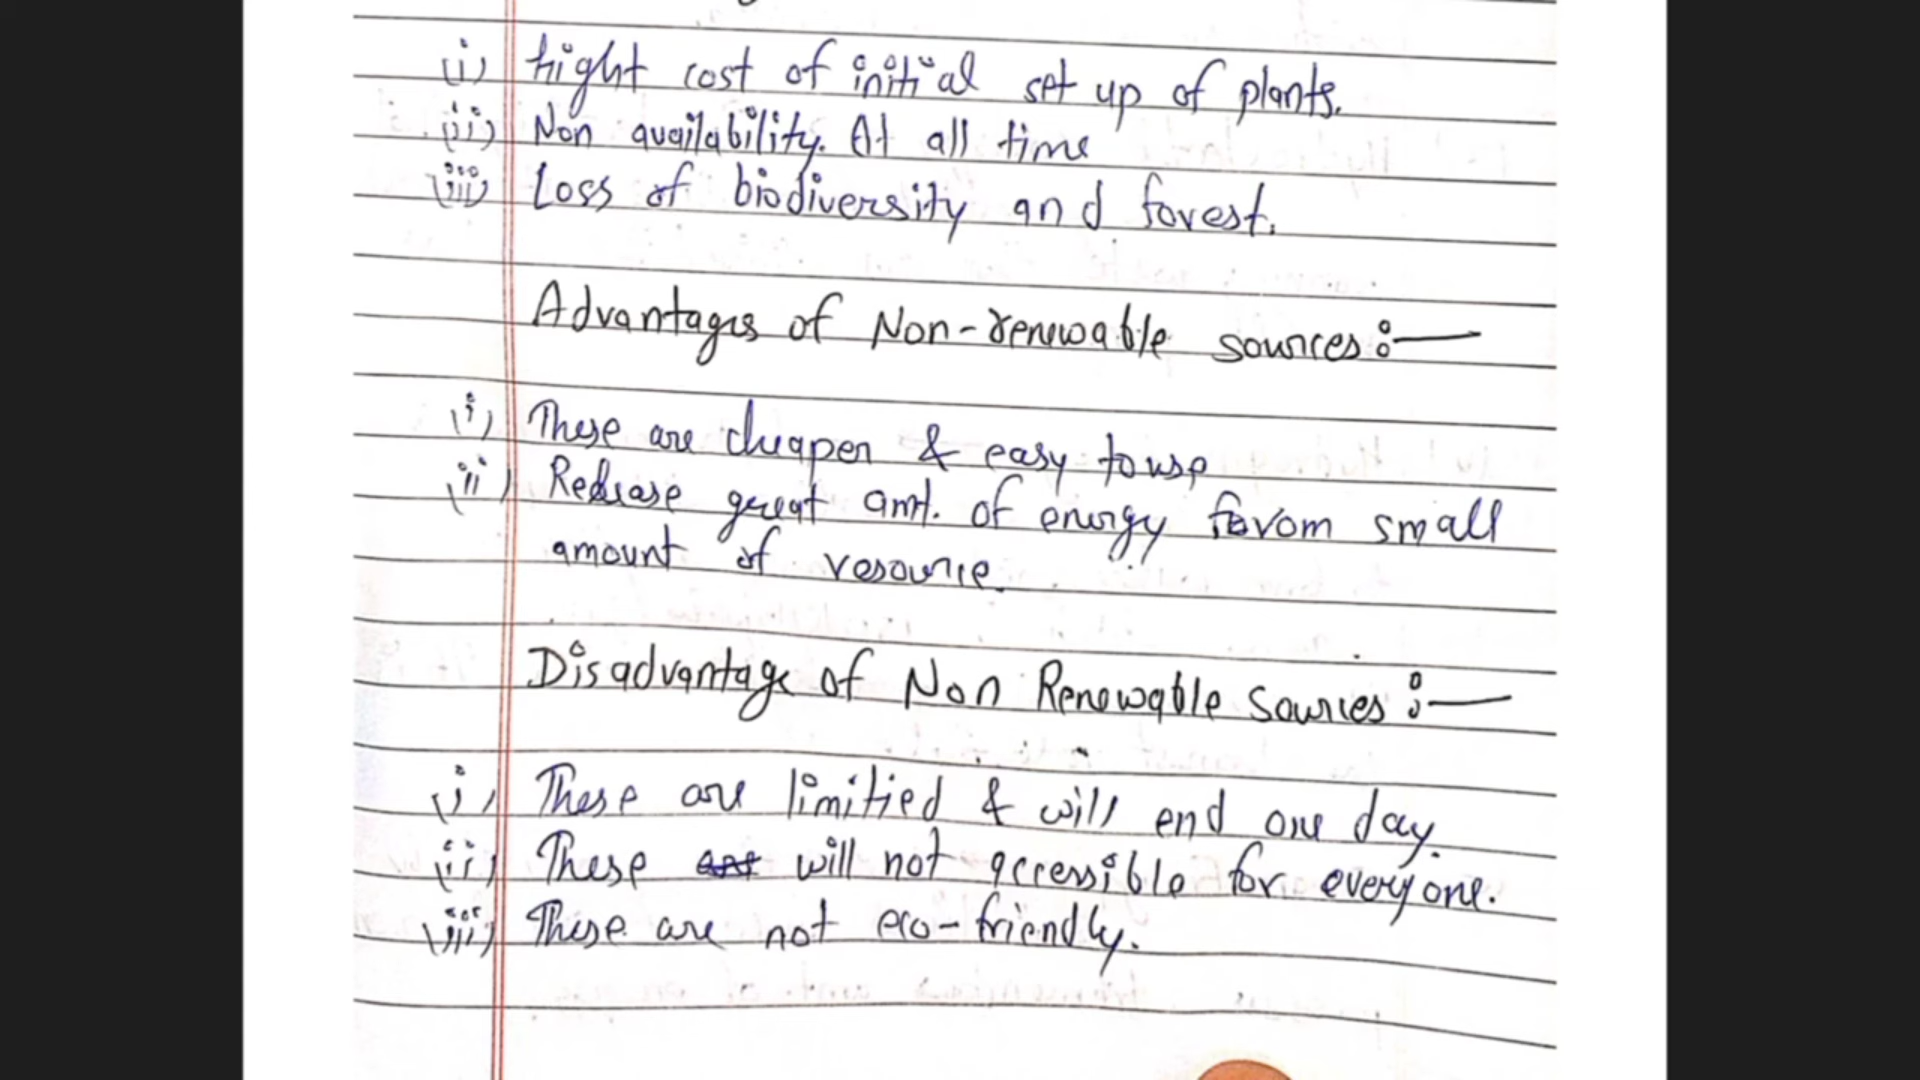 (i) hight cost of initial set up of plants.
(ii) Non availability. At all time
(iii) Loss of biodiversity and forest.
Advantages of Non-renewable sources:—
(i) These are cheaper & easy to use
(ii) Release great amt. of energy from small
amount of resource.
Disadvantage of Non Renewable Sources :—
(i) These are limitied & will end one day.
(ii) These will not accessible for everyone.
(iii) These are not eco-friendly.